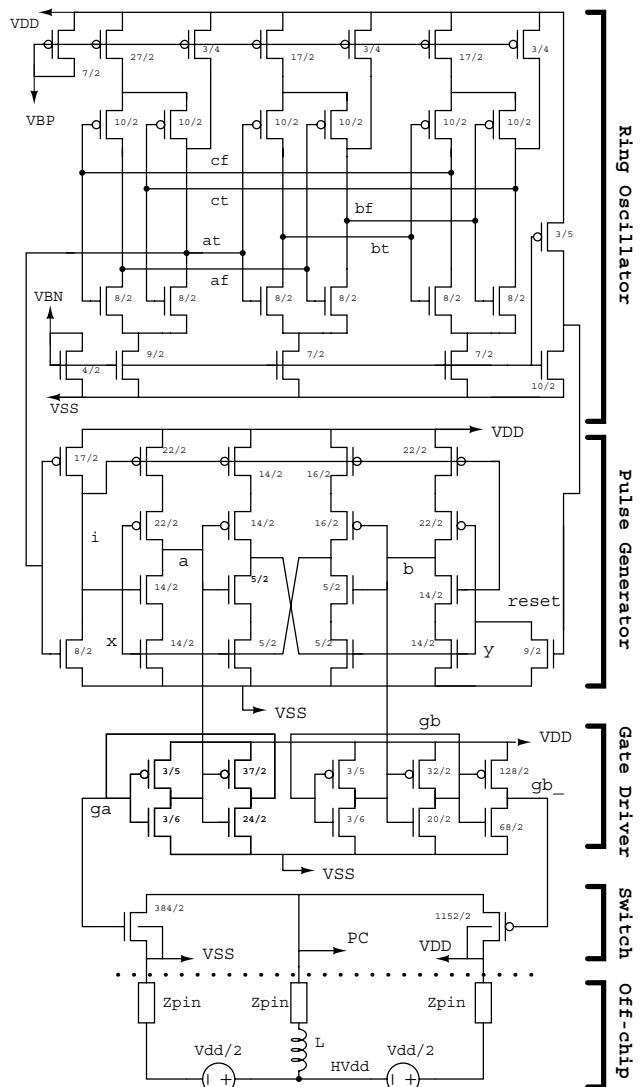 VDD
27/2
3/4
17/2
3/4
17/2
3/4
7/2
VBP
10/2
10/2
10/2
10/2
10/2
10/2
cf
ct
bf
at
bt
3/5
af
VBN
8/2
8/2
8/2
8/2
8/2
8/2
9/2
7/2
7/2
4/2
10/2
VSS
Ring Oscillator
VDD
17/2
22/2
14/2
16/2
22/2
i
22/2
14/2
16/2
22/2
a
b
14/2
5/2
5/2
14/2
reset
x
8/2
14/2
5/2
5/2
14/2
y
9/2
VSS
Pulse Generator
gb
VDD
3/5
37/2
3/5
32/2
128/2
ga
gb_
3/6
24/2
3/6
20/2
68/2
VSS
Gate Driver
384/2
1152/2
VSS
PC
VDD
Switch
Zpin
Zpin
Zpin
L
Vdd/2
HVdd
Vdd/2
Off-chip